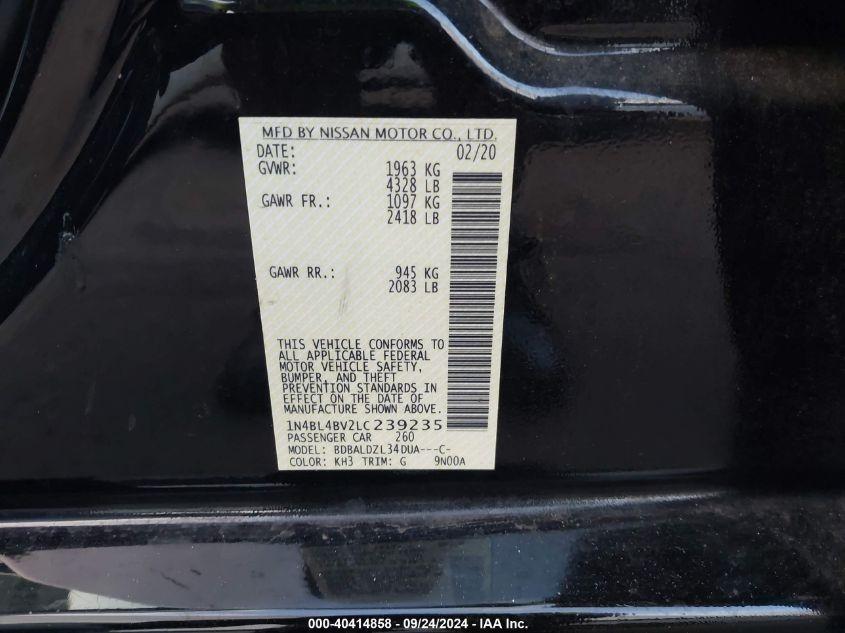 MFD BY NISSAN MOTOR CO., LTD.
DATE: 02/20
GVWR: 1963 KG
4328 LB
GAWR FR.: 1097 KG
2418 LB
GAWR RR.: 945 KG
2083 LB
THIS VEHICLE CONFORMS TO
ALL APPLICABLE FEDERAL
MOTOR VEHICLE SAFETY,
BUMPER, AND THEFT
PREVENTION STANDARDS IN
EFFECT ON THE DATE OF
MANUFACTURE SHOWN ABOVE.
1N4BL4BV2LC239235
PASSENGER CAR 260
MODEL: BDBALDZL34DUA---C-
COLOR: KH3 TRIM: G 9N00A
000-40414858 - 09/24/2024 - IAA Inc.